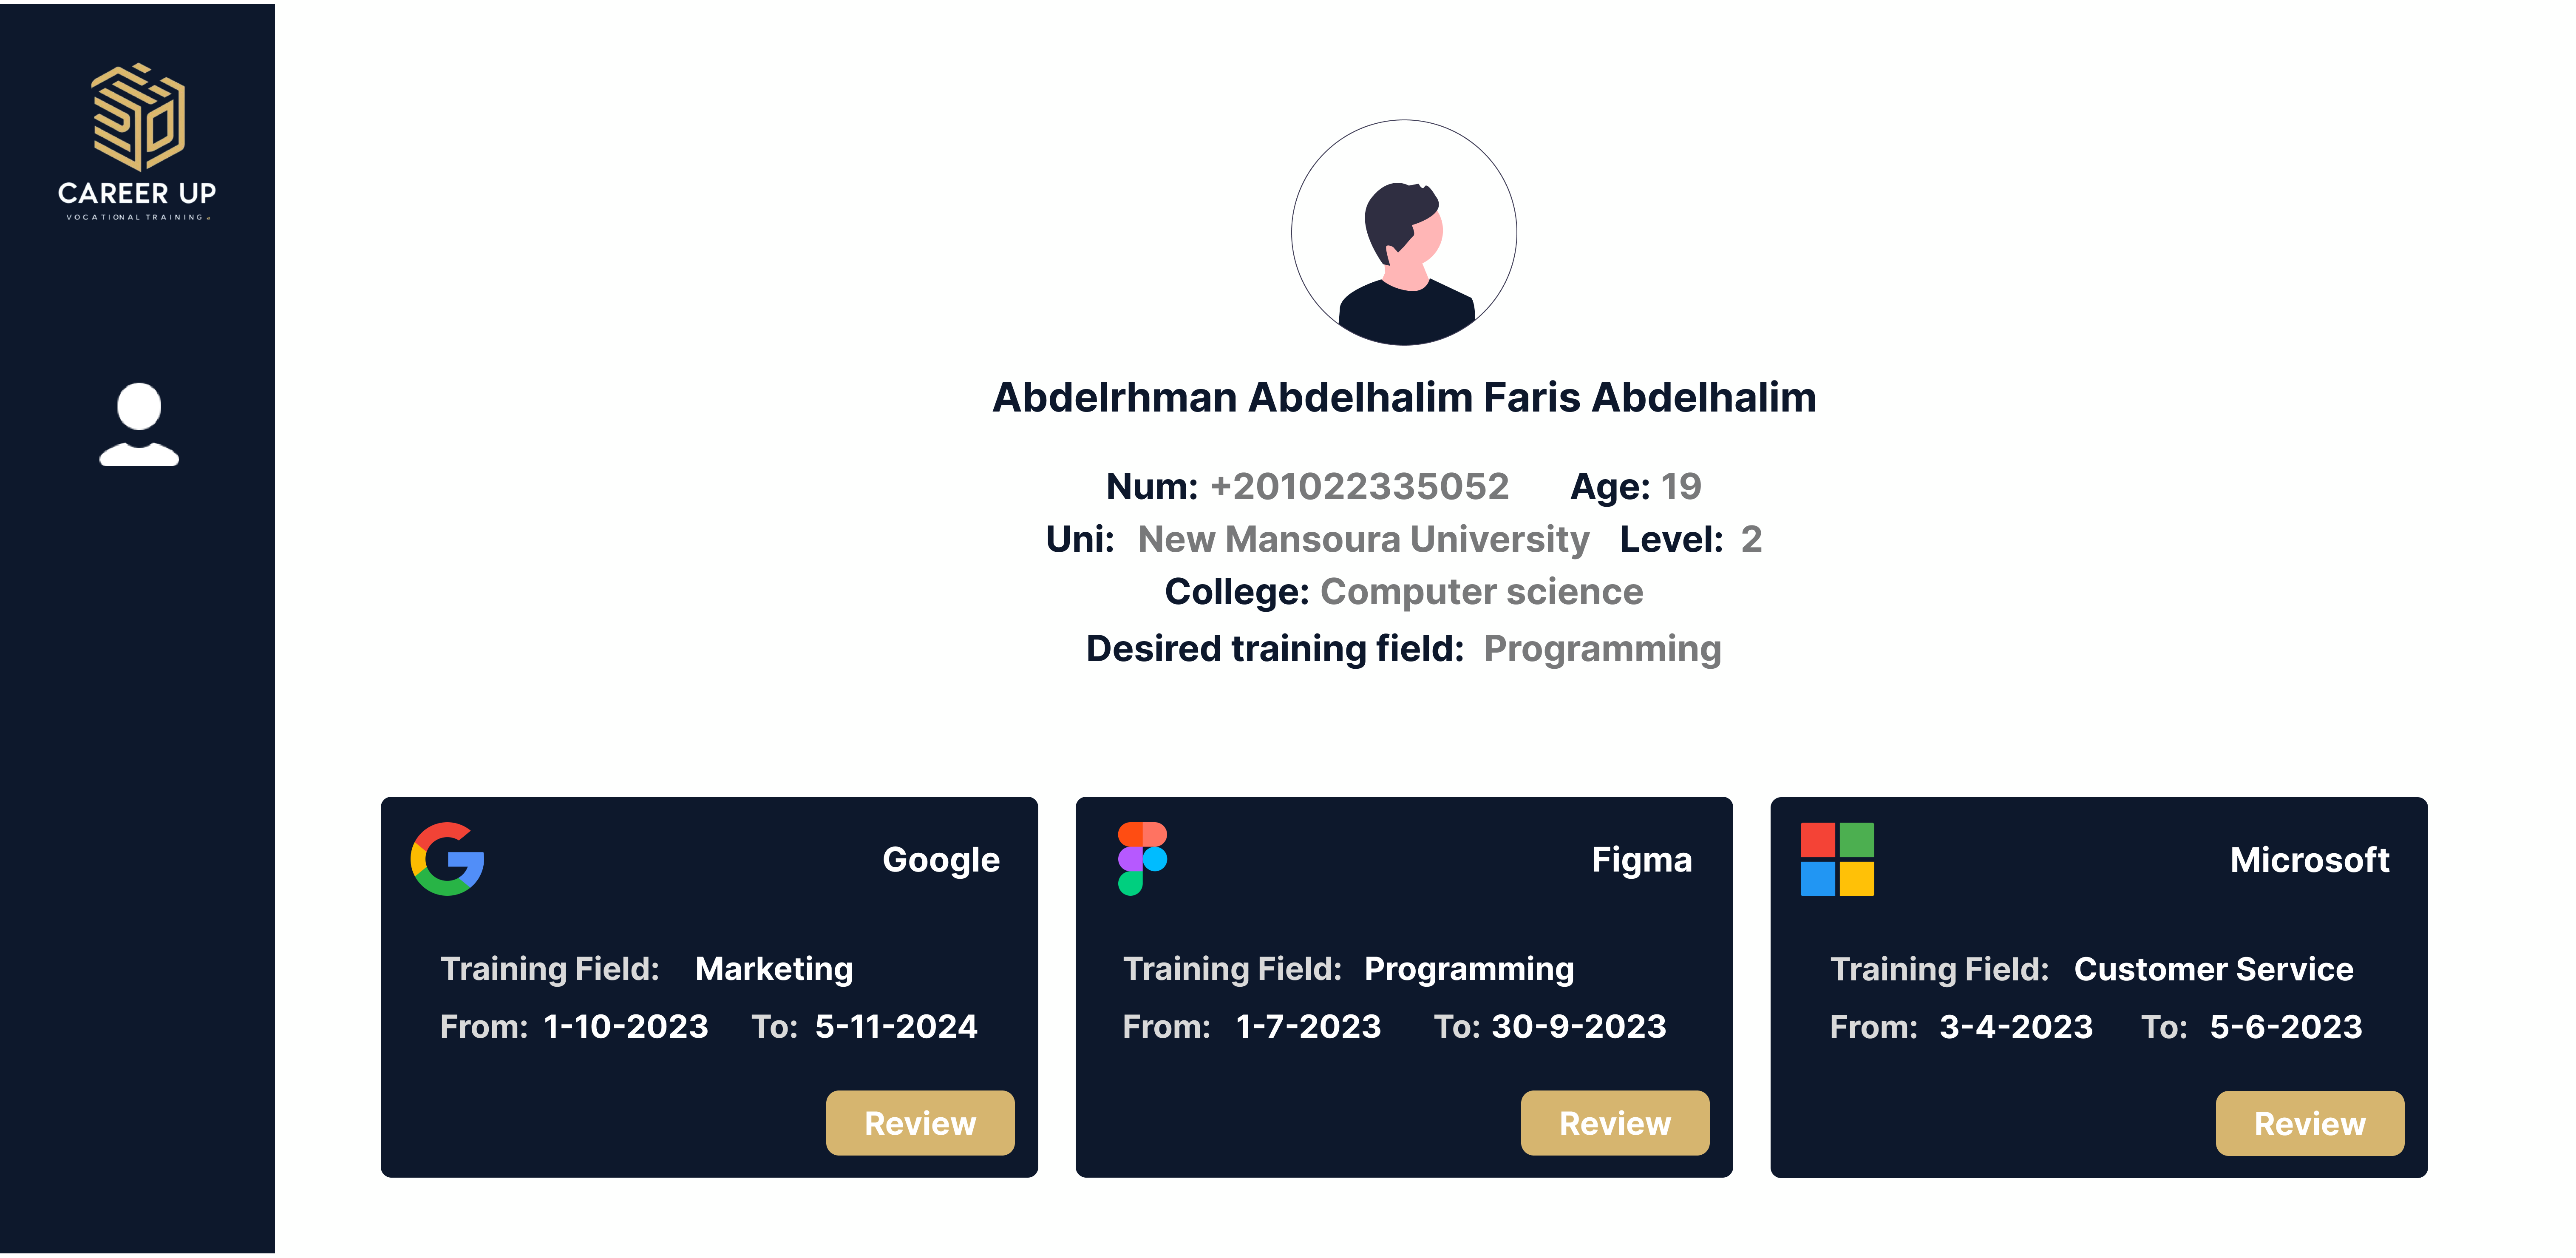 CAREER UP
VOCATIONAL TRAINING
Abdelrhman Abdelhalim Faris Abdelhalim
Num: +201022335052 Age: 19
Uni: New Mansoura University Level: 2
College: Computer science
Desired training field: Programming
Google
Training Field: Marketing
From: 1-10-2023 To: 5-11-2024
Review
Figma
Training Field: Programming
From: 1-7-2023 To: 30-9-2023
Review
Microsoft
Training Field: Customer Service
From: 3-4-2023 To: 5-6-2023
Review